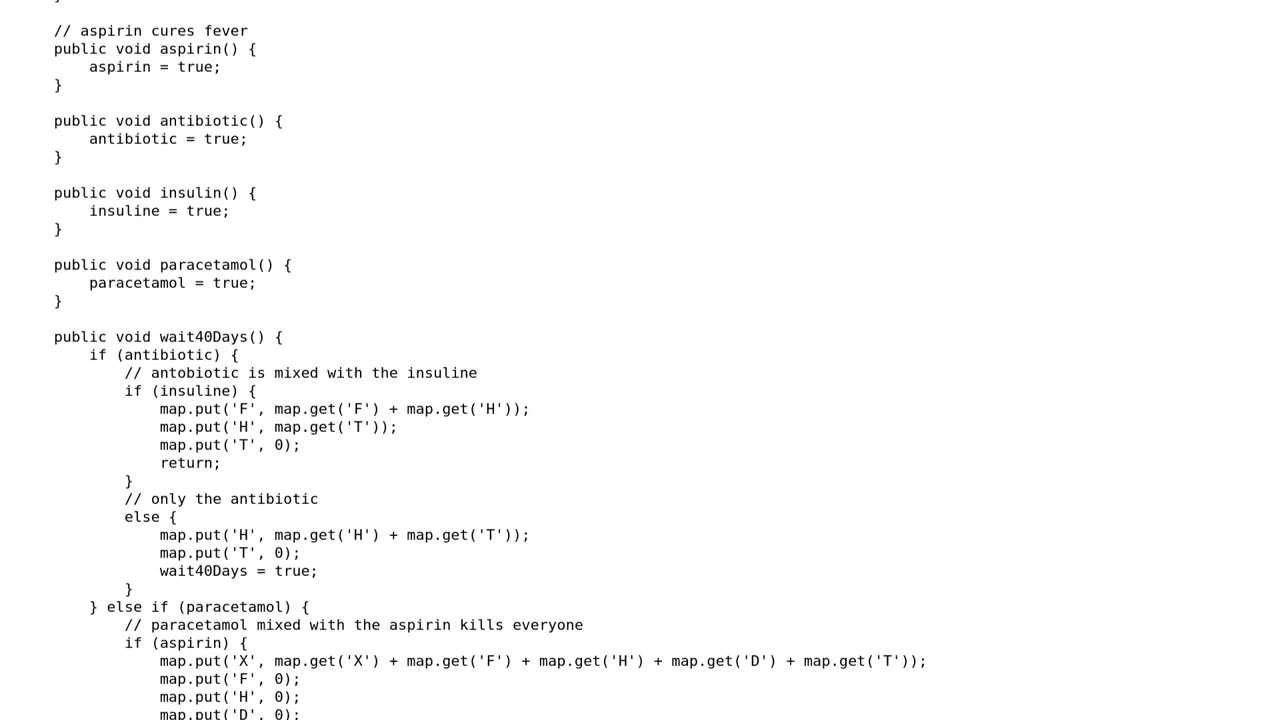 // aspirin cures fever
public void aspirin() {
aspirin = true;
}
public void antibiotic() {
antibiotic = true;
}
public void insulin() {
insuline = true;
}
public void paracetamol() {
paracetamol = true;
}
public void wait40Days() {
if (antibiotic) {
// antobiotic is mixed with the insuline
if (insuline) {
map.put('F', map.get('F') + map.get('H'));
map.put('H', map.get('T'));
map.put('T', 0);
return;
}
// only the antibiotic
else {
map.put('H', map.get('H') + map.get('T'));
map.put('T', 0);
wait40Days = true;
}
} else if (paracetamol) {
// paracetamol mixed with the aspirin kills everyone
if (aspirin) {
map.put('X', map.get('X') + map.get('F') + map.get('H') + map.get('D') + map.get('T'));
map.put('F', 0);
map.put('H', 0);
map.put('D', 0);